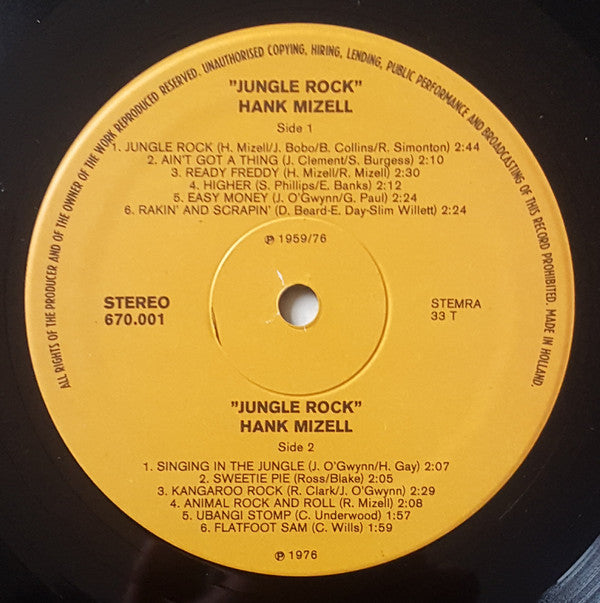 ALL RIGHTS OF THE PRODUCER AND OF THE OWNER OF THE WORK REPRODUCED RESERVED. UNAUTHORISED COPYING, HIRING, LENDING, PUBLIC PERFORMANCE AND BROADCASTING OF THIS RECORD PROHIBITED. MADE IN HOLLAND.
"JUNGLE ROCK"
HANK MIZELL
Side 1
1. JUNGLE ROCK (H. Mizell/J. Bobo/B. Collins/R. Simonton) 2:44
2. AIN'T GOT A THING (J. Clement/S. Burgess) 2:10
3. READY FREDDY (H. Mizell/R. Mizell) 2:30
4. HIGHER (S. Phillips/E. Banks) 2:12
5. EASY MONEY (J. O'Gwynn/G. Paul) 2:24
6. RAKIN' AND SCRAPIN' (D. Beard-E. Day-Slim Willett) 2:24
℗ 1959/76
STEREO
670.001
STEMRA
33 T
"JUNGLE ROCK"
HANK MIZELL
Side 2
1. SINGING IN THE JUNGLE (J. O'Gwynn/H. Gay) 2:07
2. SWEETIE PIE (Ross/Blake) 2:05
3. KANGAROO ROCK (R. Clark/J. O'Gwynn) 2:29
4. ANIMAL ROCK AND ROLL (R. Mizell) 2:08
5. UBANGI STOMP (C. Underwood) 1:57
6. FLATFOOT SAM (C. Wills) 1:59
℗ 1976